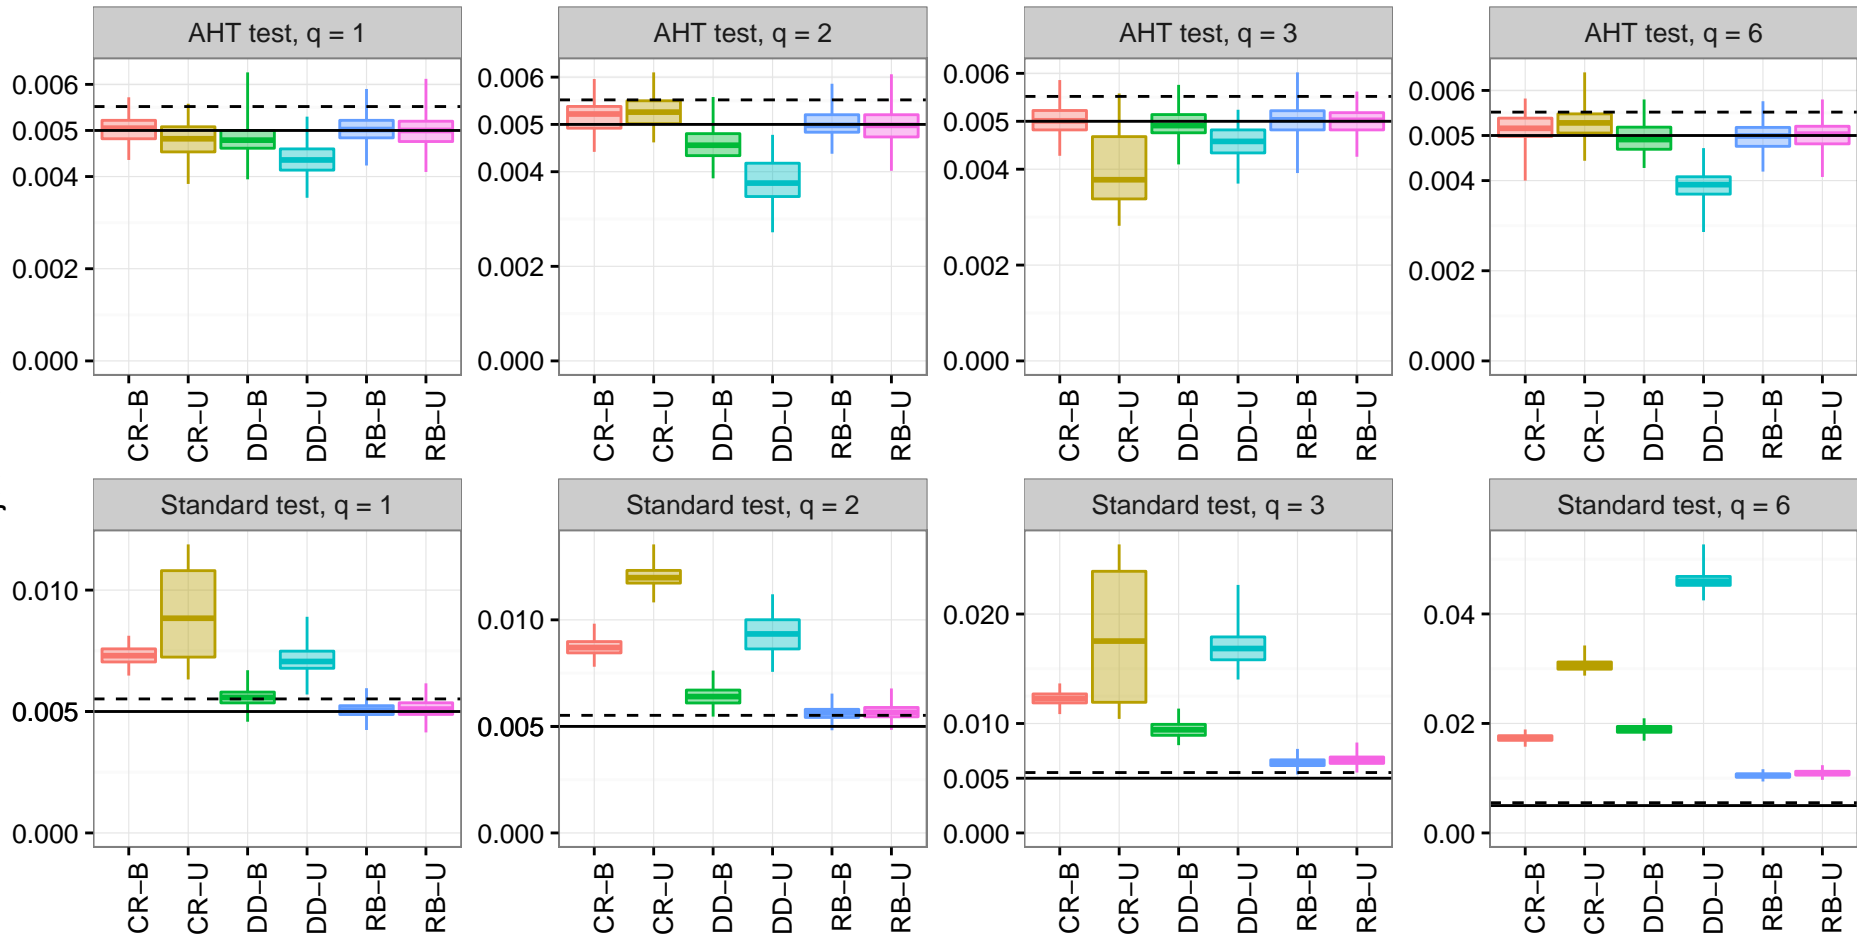 AHT test, q = 1
AHT test, q = 2
AHT test, q = 3
AHT test, q = 6
0.006
0.005
0.004
0.002
0.000
0.006
0.005
0.004
0.002
0.000
0.006
0.005
0.004
0.002
0.000
0.006
0.005
0.004
0.002
0.000
CR−B
CR−U
DD−B
DD−U
RB−B
RB−U
CR−B
CR−U
DD−B
DD−U
RB−B
RB−U
CR−B
CR−U
DD−B
DD−U
RB−B
RB−U
CR−B
CR−U
DD−B
DD−U
RB−B
RB−U
Standard test, q = 1
Standard test, q = 2
Standard test, q = 3
Standard test, q = 6
0.010
0.005
0.000
0.010
0.005
0.000
0.020
0.010
0.005
0.000
0.04
0.02
0.00
CR−B
CR−U
DD−B
DD−U
RB−B
RB−U
CR−B
CR−U
DD−B
DD−U
RB−B
RB−U
CR−B
CR−U
DD−B
DD−U
RB−B
RB−U
CR−B
CR−U
DD−B
DD−U
RB−B
RB−U